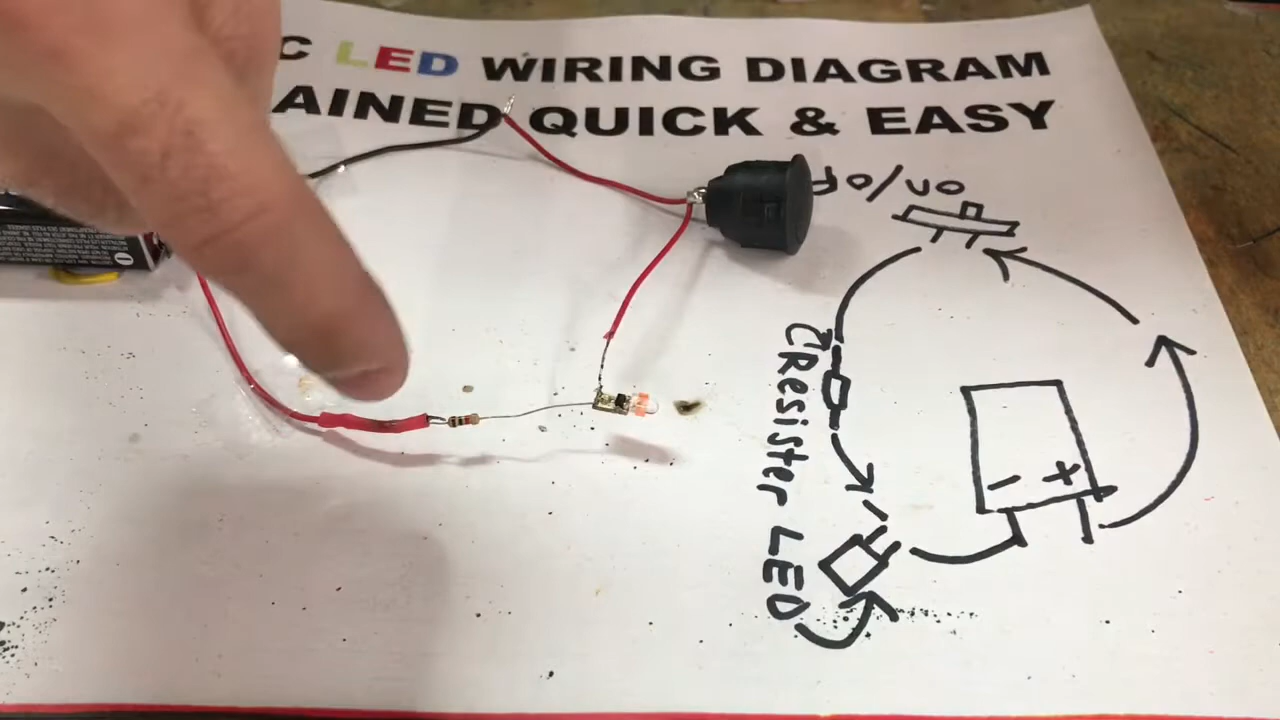 C LED WIRING DIAGRAM
AINED QUICK & EASY
on/off
Resister LED
- +